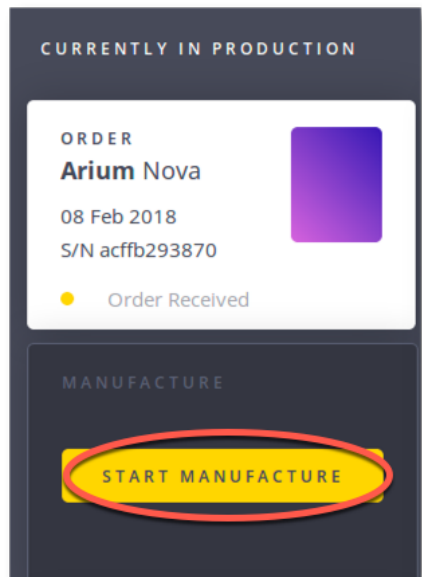 CURRENTLY IN PRODUCTION
ORDER
Arium Nova
08 Feb 2018
S/N acffb293870
Order Received
MANUFACTURE
START MANUFACTURE